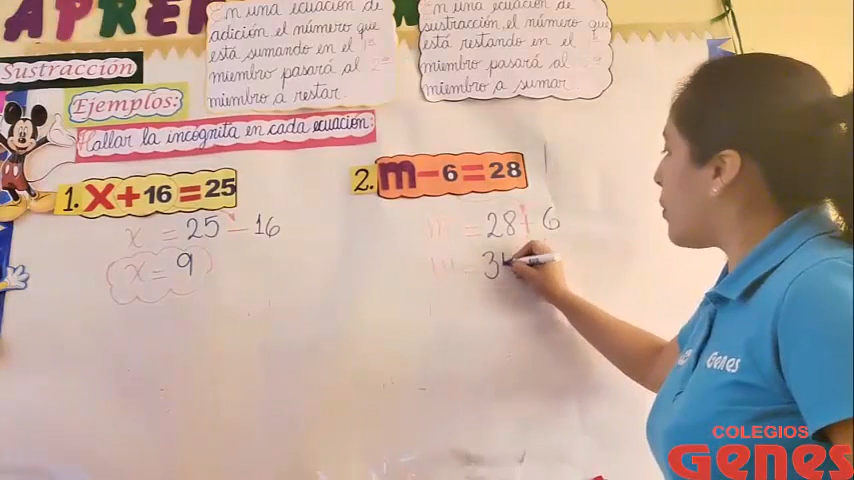 APREN
Sustracción
En una ecuación de
adición el número que
está sumando en el 1er
miembro pasará al 2do
miembro a restar.
En una ecuación de
sustracción el número que
está restando en el 1er
miembro pasará al
miembro a sumar.
Ejemplos:
Hallar la incógnita en cada ecuación.
1. x+16=25
x = 25 - 16
x = 9
2. m-6=28
m = 28 + 6
m = 3
Genes
COLEGIOS
Genes